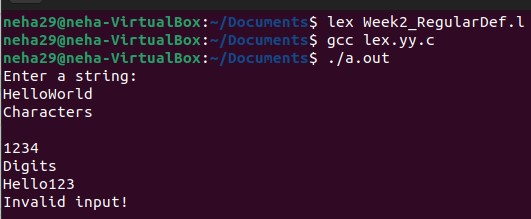 neha29@neha-VirtualBox:~/Documents$ lex Week2_RegularDef.l
neha29@neha-VirtualBox:~/Documents$ gcc lex.yy.c
neha29@neha-VirtualBox:~/Documents$ ./a.out
Enter a string:
HelloWorld
Characters

1234
Digits
Hello123
Invalid input!